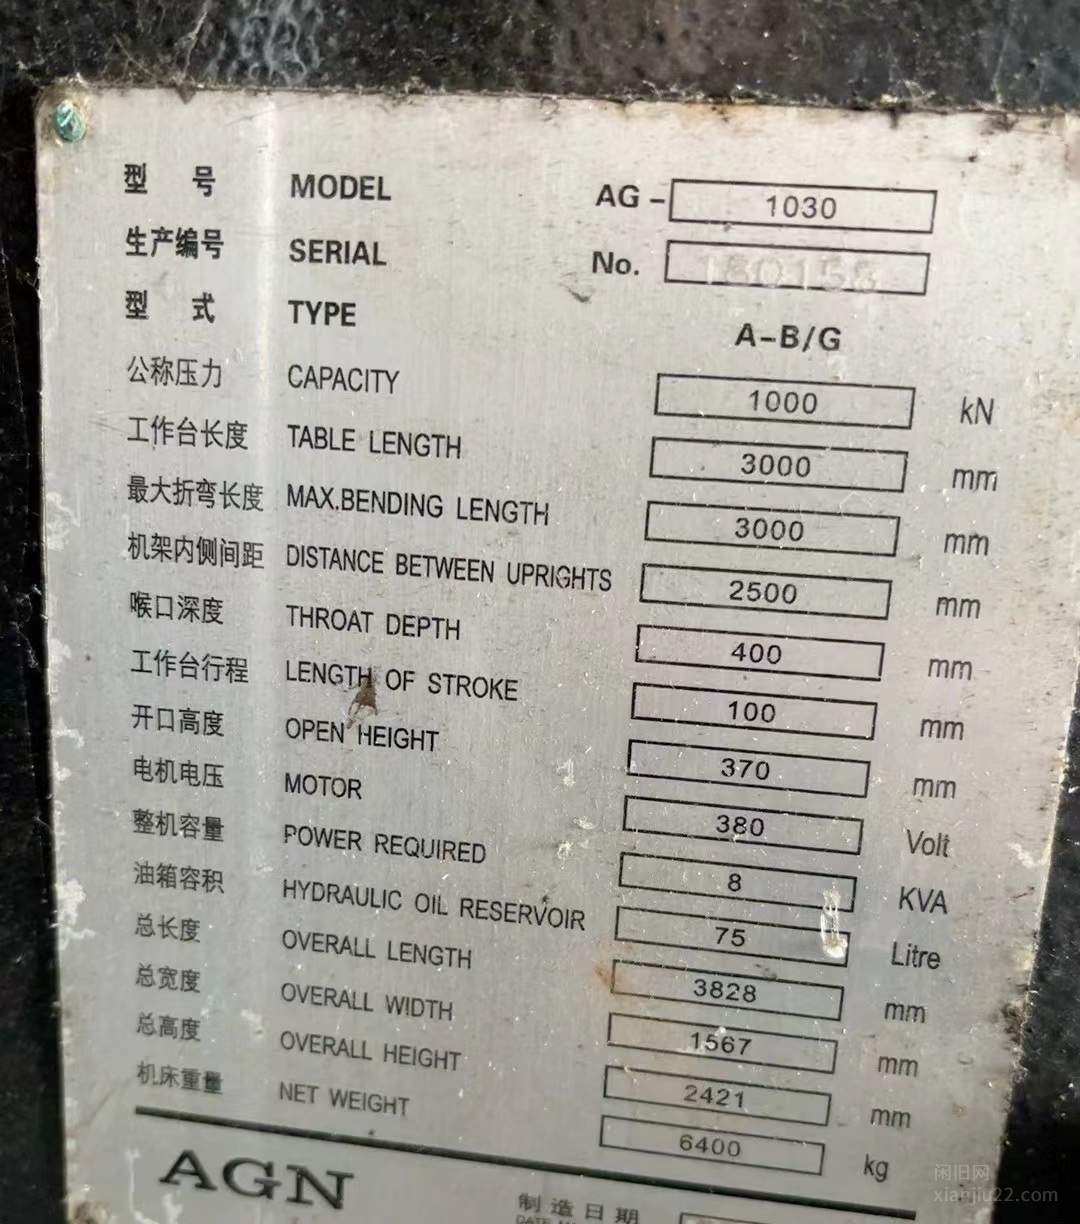 型 号 MODEL AG- 1030
生产编号 SERIAL No. 180158
型 式 TYPE A-B/G
公称压力 CAPACITY 1000 kN
工作台长度 TABLE LENGTH 3000 mm
最大折弯长度 MAX.BENDING LENGTH 3000 mm
机架内侧间距 DISTANCE BETWEEN UPRIGHTS 2500 mm
喉口深度 THROAT DEPTH 400 mm
工作台行程 LENGTH OF STROKE 100 mm
开口高度 OPEN HEIGHT 370 mm
电机电压 MOTOR 380 Volt
整机容量 POWER REQUIRED 8 KVA
油箱容积 HYDRAULIC OIL RESERVOIR 75 Litre
总长度 OVERALL LENGTH 3828 mm
总宽度 OVERALL WIDTH 1567 mm
总高度 OVERALL HEIGHT 2421 mm
机床重量 NET WEIGHT 6400 kg
AGN 制造日期
闲旧网
xianjiu22.com